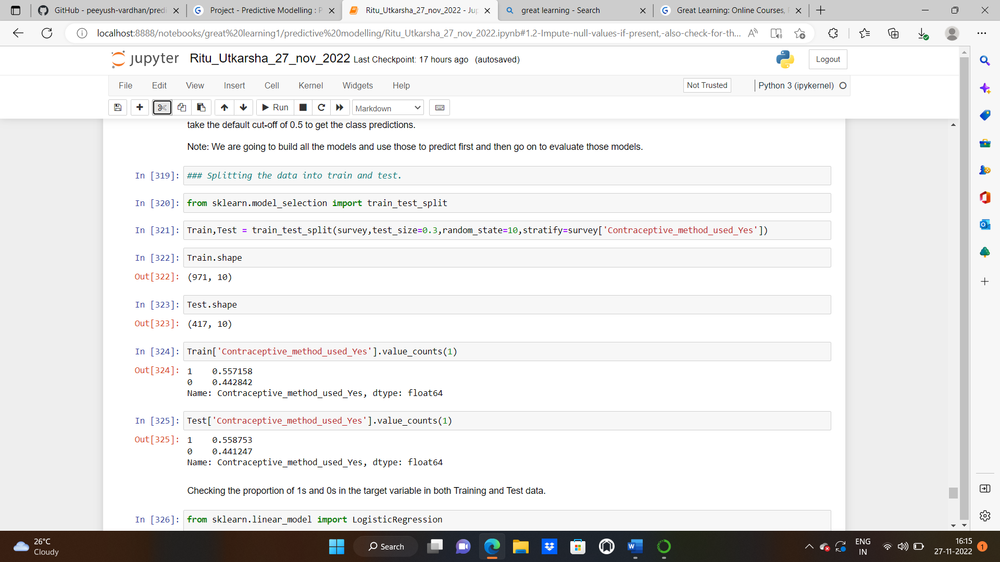 GitHub - peeyush-vardhan/predi
Project - Predictive Modelling : P
Ritu_Utkarsha_27_nov_2022 - Jup
great learning - Search
Great Learning: Online Courses,
localhost:8888/notebooks/great%20learning1/predictive%20modelling/Ritu_Utkarsha_27_nov_2022.ipynb#1.2-Impute-null-values-if-present,-also-check-for-th...
jupyter Ritu_Utkarsha_27_nov_2022 Last Checkpoint: 17 hours ago (autosaved)
Logout
File Edit View Insert Cell Kernel Widgets Help
Not Trusted
Python 3 (ipykernel)
Run
Markdown
take the default cut-off of 0.5 to get the class predictions.
Note: We are going to build all the models and use those to predict first and then go on to evaluate those models.
In [319]: ### Splitting the data into train and test.
In [320]: from sklearn.model_selection import train_test_split
In [321]: Train,Test = train_test_split(survey,test_size=0.3,random_state=10,stratify=survey['Contraceptive_method_used_Yes'])
In [322]: Train.shape
Out[322]: (971, 10)
In [323]: Test.shape
Out[323]: (417, 10)
In [324]: Train['Contraceptive_method_used_Yes'].value_counts(1)
Out[324]: 1 0.557158
0 0.442842
Name: Contraceptive_method_used_Yes, dtype: float64
In [325]: Test['Contraceptive_method_used_Yes'].value_counts(1)
Out[325]: 1 0.558753
0 0.441247
Name: Contraceptive_method_used_Yes, dtype: float64
Checking the proportion of 1s and 0s in the target variable in both Training and Test data.
In [326]: from sklearn.linear_model import LogisticRegression
26°C
Cloudy
Search
ENG
IN
16:15
27-11-2022
1